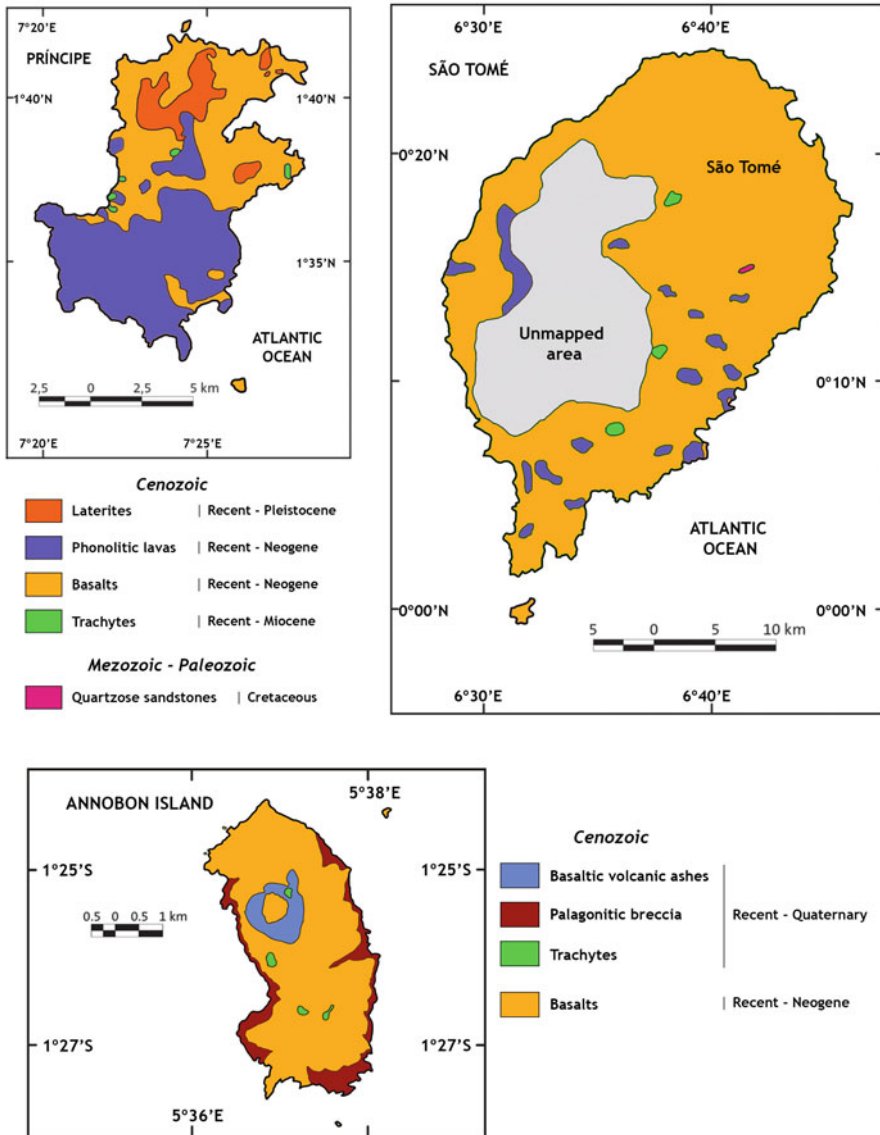 7°20'E
7°25'E
PRÍNCIPE
1°40'N
1°40'N
1°35'N
ATLANTIC
OCEAN
2,5 0 2,5 5 km
7°20'E
7°25'E
6°30'E
6°40'E
SÃO TOMÉ
0°20'N
São Tomé
Unmapped
area
0°10'N
ATLANTIC
OCEAN
0°00'N
0°00'N
5 0 5 10 km
6°30'E
6°40'E
Cenozoic
Laterites | Recent - Pleistocene
Phonolitic lavas | Recent - Neogene
Basalts | Recent - Neogene
Trachytes | Recent - Miocene
Mezozoic - Paleozoic
Quartzose sandstones | Cretaceous
ANNOBON ISLAND
5°38'E
1°25'S
1°25'S
0.5 0 0.5 1 km
1°27'S
1°27'S
5°36'E
Cenozoic
Basaltic volcanic ashes
Palagonitic breccia
Recent - Quaternary
Trachytes
Basalts | Recent - Neogene